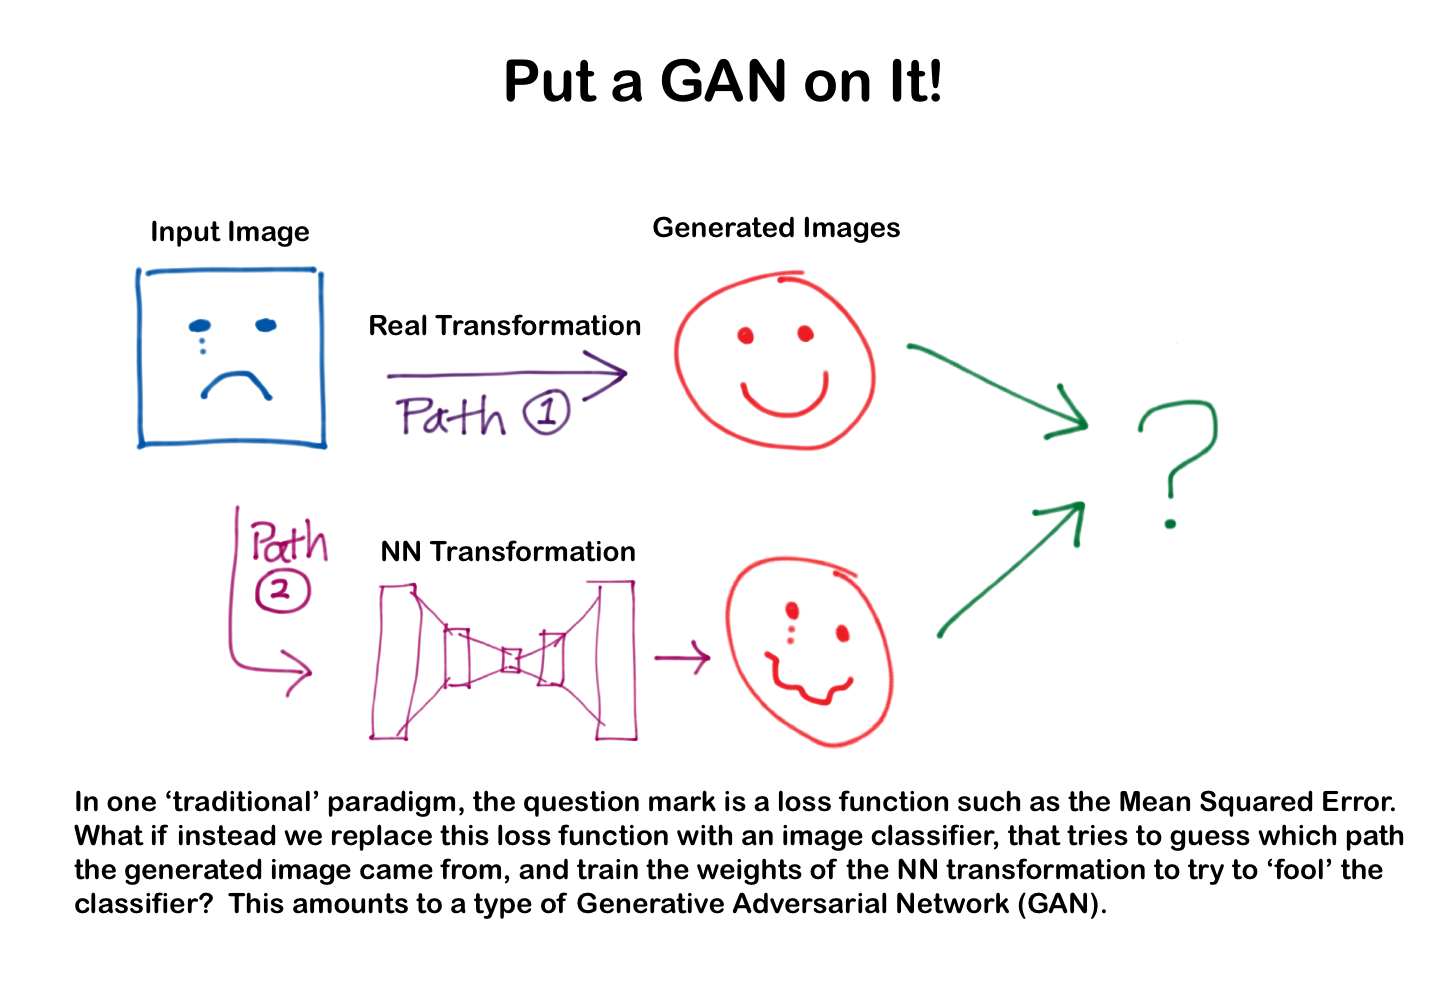 Put a GAN on It!
Input Image
Generated Images
Real Transformation
Path 1
Path
2
NN Transformation
?
In one ‘traditional’ paradigm, the question mark is a loss function such as the Mean Squared Error.
What if instead we replace this loss function with an image classifier, that tries to guess which path
the generated image came from, and train the weights of the NN transformation to try to ‘fool’ the
classifier?  This amounts to a type of Generative Adversarial Network (GAN).